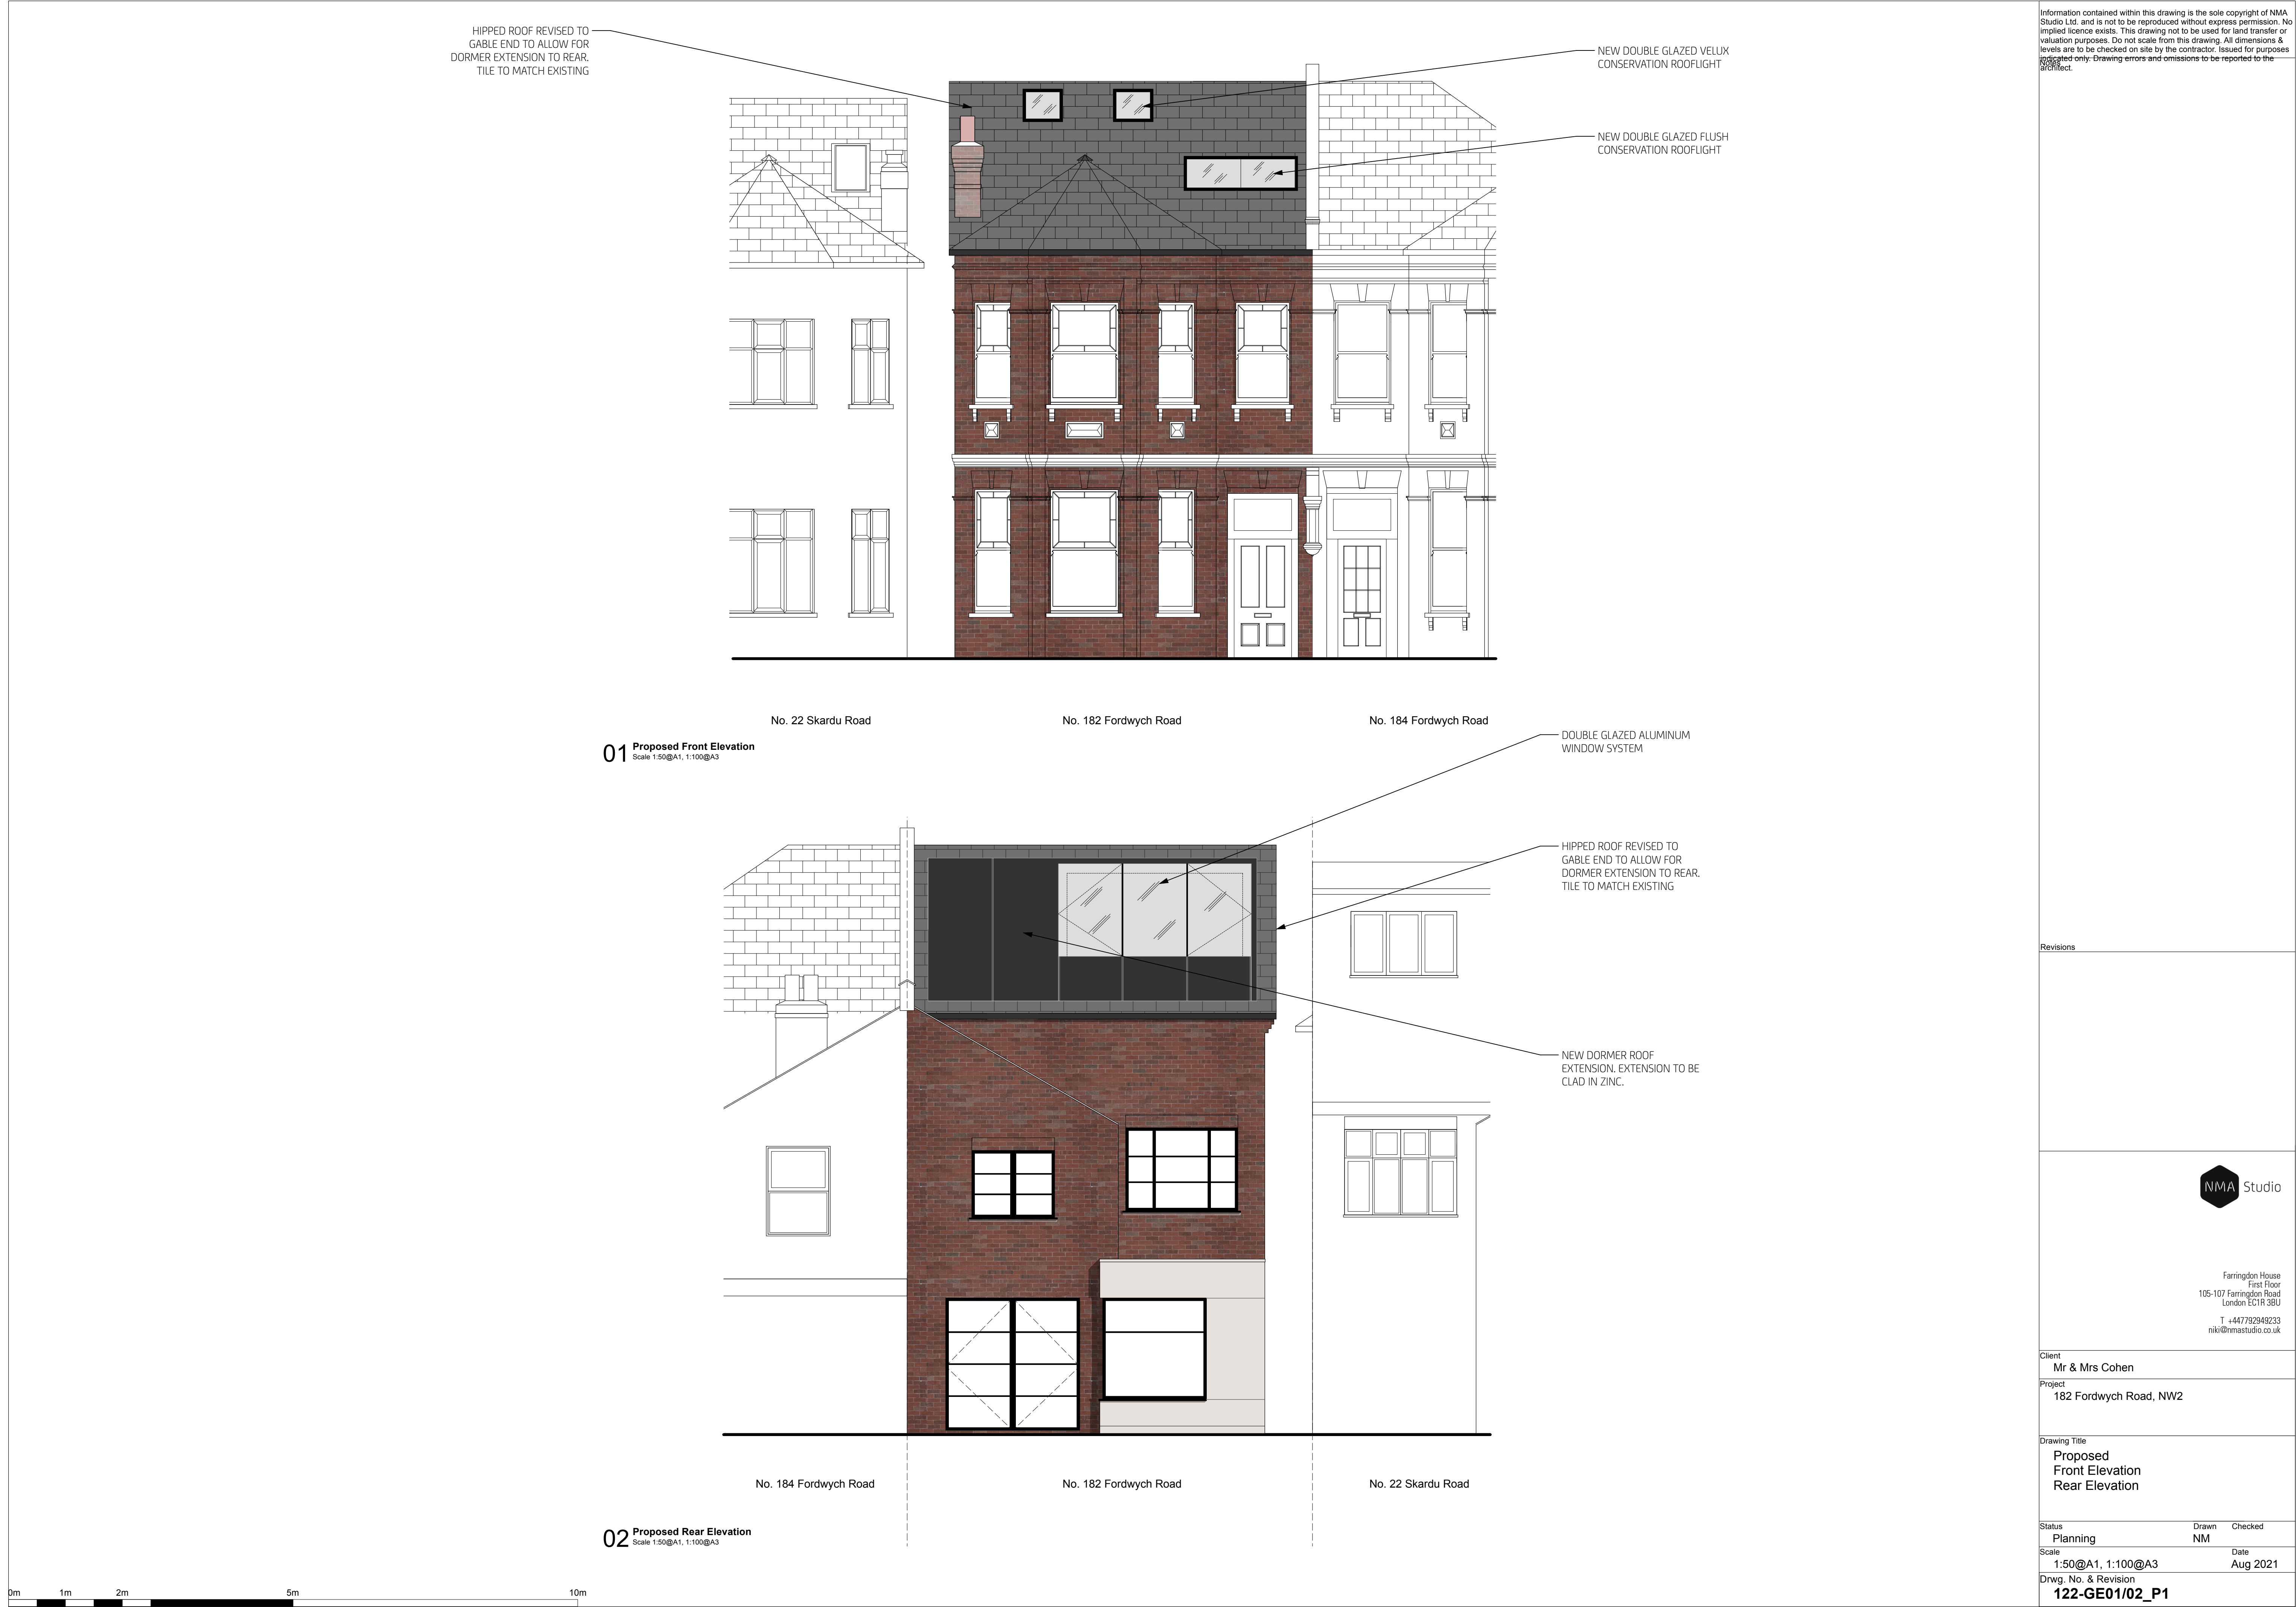 HIPPED ROOF REVISED TO
GABLE END TO ALLOW FOR
DORMER EXTENSION TO REAR.
TILE TO MATCH EXISTING
NEW DOUBLE GLAZED VELUX
CONSERVATION ROOFLIGHT
NEW DOUBLE GLAZED FLUSH
CONSERVATION ROOFLIGHT
No. 22 Skardu Road
No. 182 Fordwych Road
No. 184 Fordwych Road
01 Proposed Front Elevation
Scale 1:50@A1, 1:100@A3
DOUBLE GLAZED ALUMINUM
WINDOW SYSTEM
HIPPED ROOF REVISED TO
GABLE END TO ALLOW FOR
DORMER EXTENSION TO REAR.
TILE TO MATCH EXISTING
NEW DORMER ROOF
EXTENSION. EXTENSION TO BE
CLAD IN ZINC.
No. 184 Fordwych Road
No. 182 Fordwych Road
No. 22 Skardu Road
02 Proposed Rear Elevation
Scale 1:50@A1, 1:100@A3
0m 1m 2m 5m 10m
Information contained within this drawing is the sole copyright of NMA
Studio Ltd. and is not to be reproduced without express permission. No
implied licence exists. This drawing not to be used for land transfer or
valuation purposes. Do not scale from this drawing. All dimensions &
levels are to be checked on site by the contractor. Issued for purposes
indicated only. Drawing errors and omissions to be reported to the
architect.
Notes
Revisions
NMA Studio
Farringdon House
First Floor
105-107 Farringdon Road
London EC1R 3BU
T +447792949233
niki@nmastudio.co.uk
Client
Mr & Mrs Cohen
Project
182 Fordwych Road, NW2
Drawing Title
Proposed
Front Elevation
Rear Elevation
Status Drawn Checked
Planning NM
Scale Date
1:50@A1, 1:100@A3 Aug 2021
Drwg. No. & Revision
122-GE01/02_P1